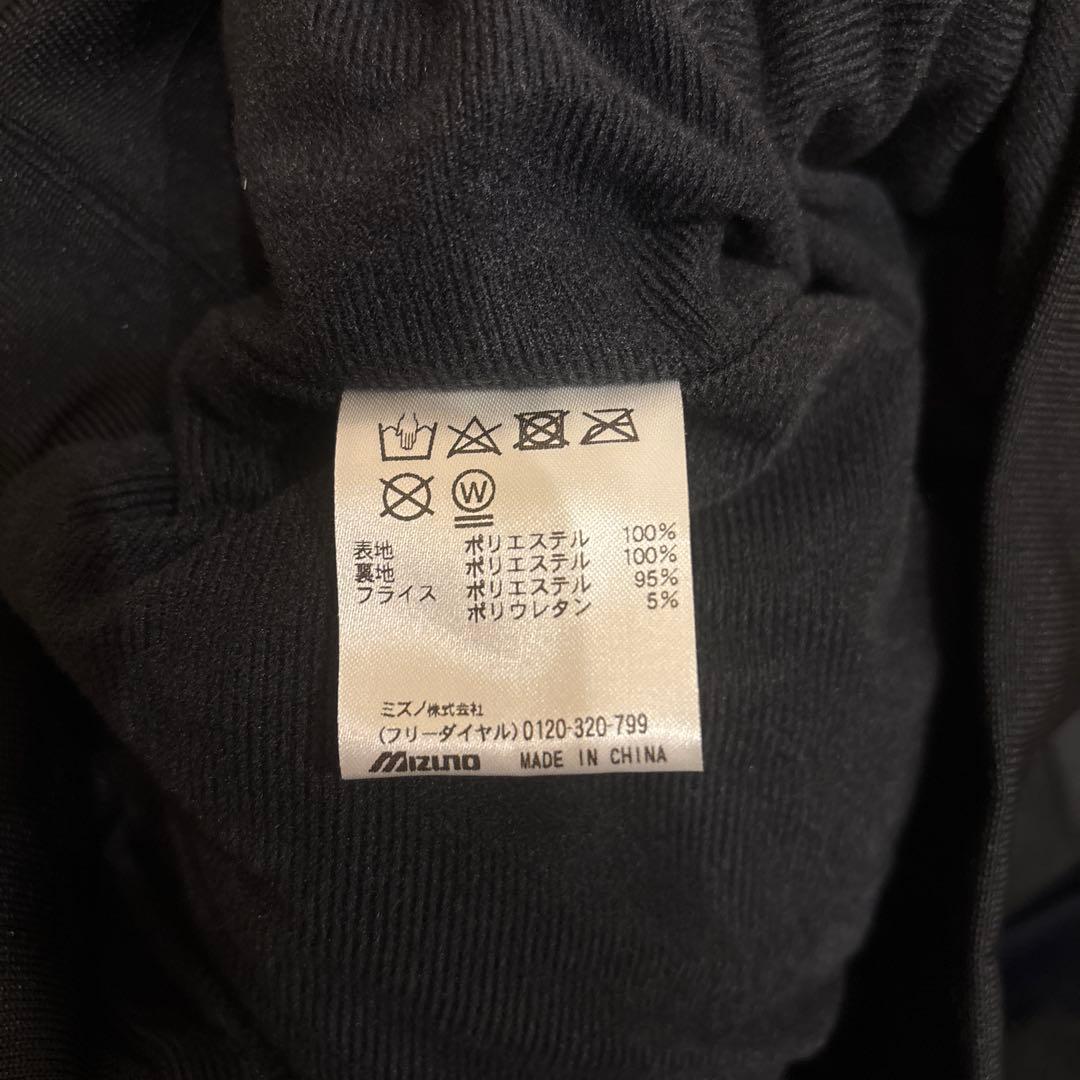 W
表地 ポリエステル 100%
裏地 ポリエステル 100%
フライス ポリエステル 95%
ポリウレタン 5%
ミズノ株式会社
(フリーダイヤル)0120-320-799
MIZUNO MADE IN CHINA